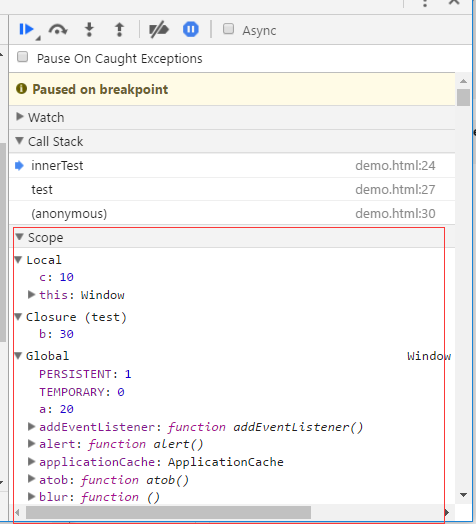 Async
Pause On Caught Exceptions
Paused on breakpoint
Watch
Call Stack
innerTest demo.html:24
test demo.html:27
(anonymous) demo.html:30
Scope
Local
c: 10
this: Window
Closure (test)
b: 30
Global Window
PERSISTENT: 1
TEMPORARY: 0
a: 20
addEventListener: function addEventListener()
alert: function alert()
applicationCache: ApplicationCache
atob: function atob()
blur: function ()